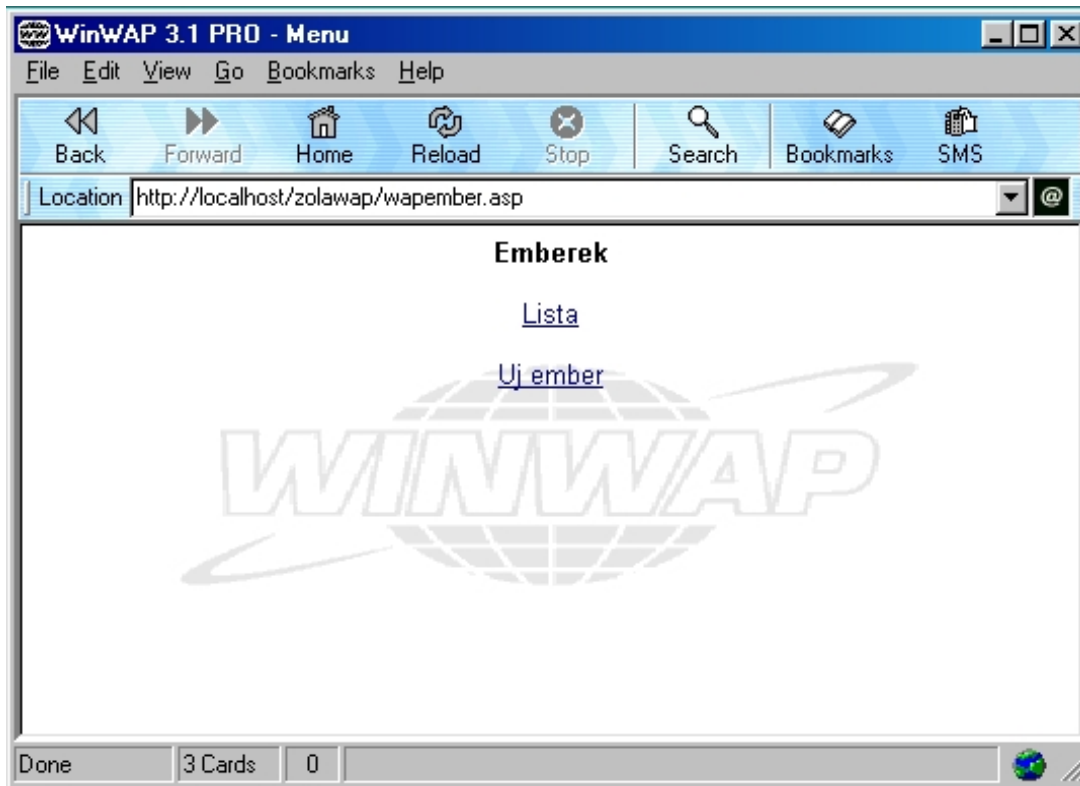 WinWAP 3.1 PRO - Menu
File Edit View Go Bookmarks Help
Back Forward Home Reload Stop Search Bookmarks SMS
Location http://localhost/zolawap/wapember.asp @
Emberek
Lista
Uj ember
WINWAP
Done 3 Cards 0